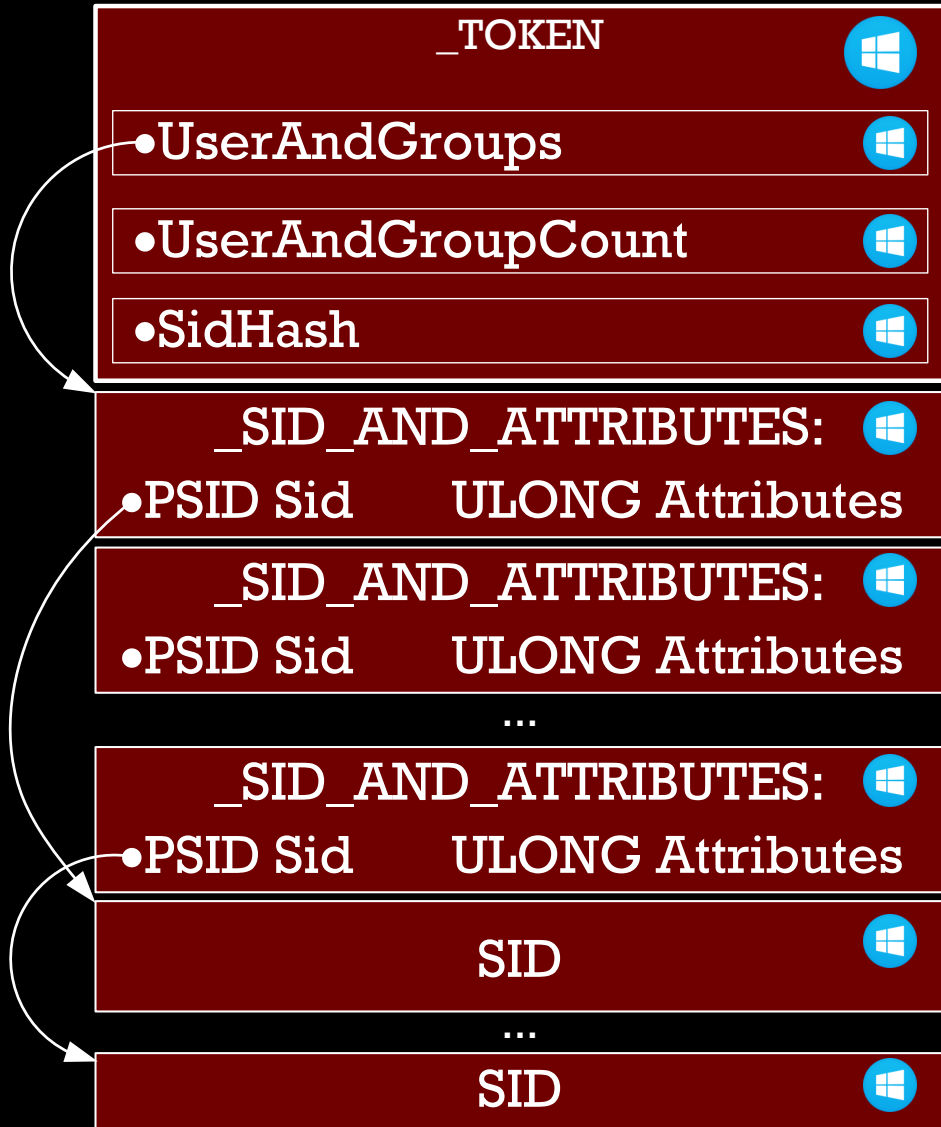 _TOKEN
•UserAndGroups
•UserAndGroupCount
•SidHash
_SID_AND_ATTRIBUTES:
•PSID Sid ULONG Attributes
_SID_AND_ATTRIBUTES:
•PSID Sid ULONG Attributes
...
_SID_AND_ATTRIBUTES:
•PSID Sid ULONG Attributes
SID
...
SID